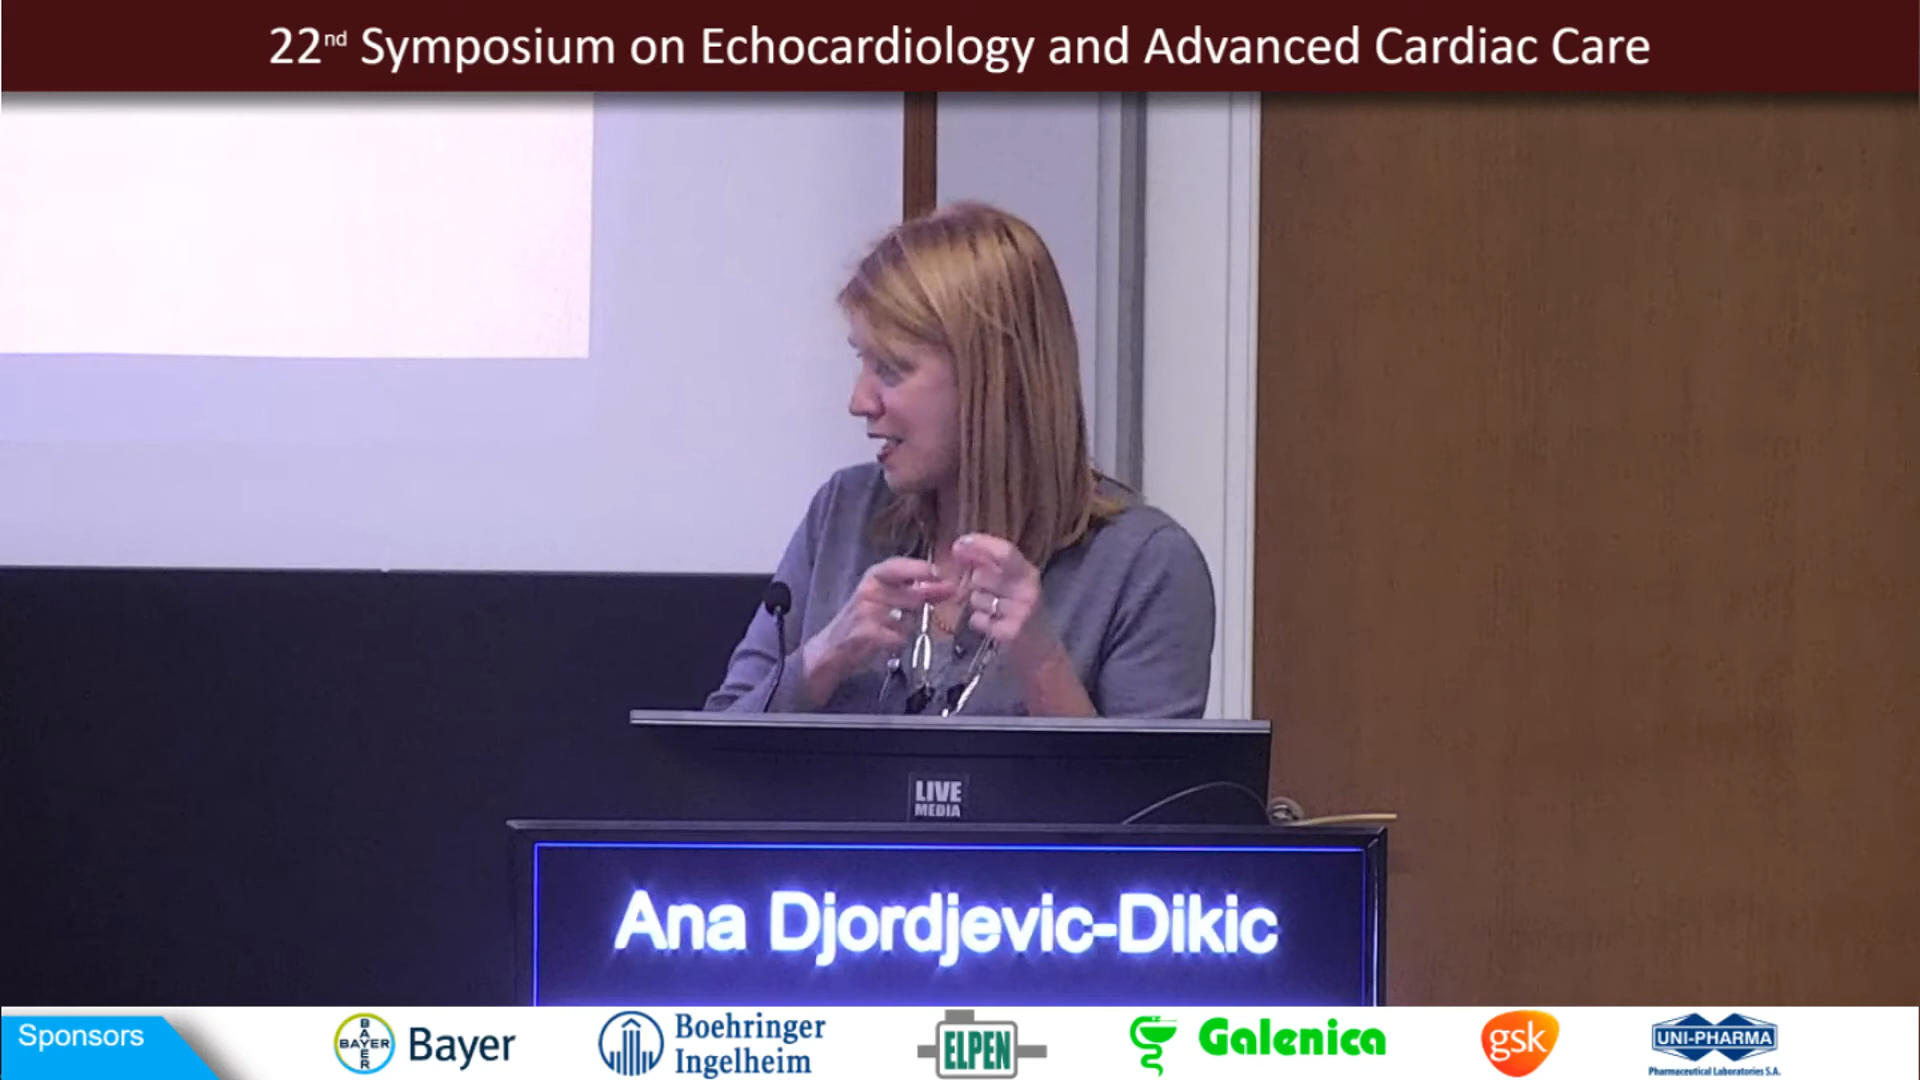 22nd Symposium on Echocardiology and Advanced Cardiac Care
LIVE
MEDIA
Ana Djordjevic-Dikic
Sponsors
BAYER
BAYER
Bayer
Boehringer
Ingelheim
ELPEN
Galenica
gsk
UNI-PHARMA
Pharmaceutical Laboratories S.A.